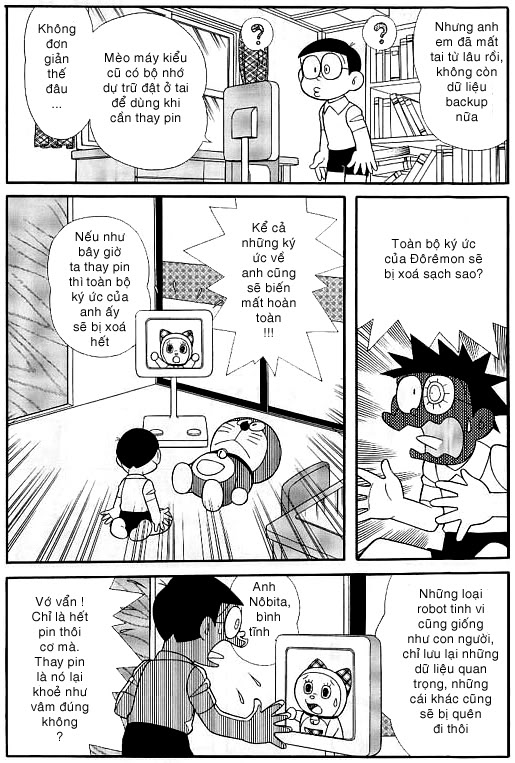 Không
đơn
giản
thế
đâu
...
Mèo máy kiểu
cũ có bộ nhớ
dự trữ đặt ở tai
để dùng khi
cần thay pin
?
?
Nhưng anh
em đã mất
tai từ lâu rồi,
không còn
dữ liệu
backup
nữa
Nếu như
bây giờ
ta thay pin
thì toàn bộ
ký ức của
anh ấy
sẽ bị xoá
hết
Kể cả
những ký
ức về
anh cũng
sẽ biến
mất hoàn
toàn
!!!
Toàn bộ ký ức
của Đôrêmon sẽ
bị xoá sạch sao?
Vớ vẩn !
Chỉ là hết
pin thôi
cơ mà.
Thay pin
là nó lại
khoẻ như
vâm đúng
không
?
Anh
Nôbita,
bình
tĩnh
Những loại
robot tinh vi
cũng giống
như con người,
chỉ lưu lại những
dữ liệu quan
trọng, những
cái khác cũng
sẽ bị quên
đi thôi